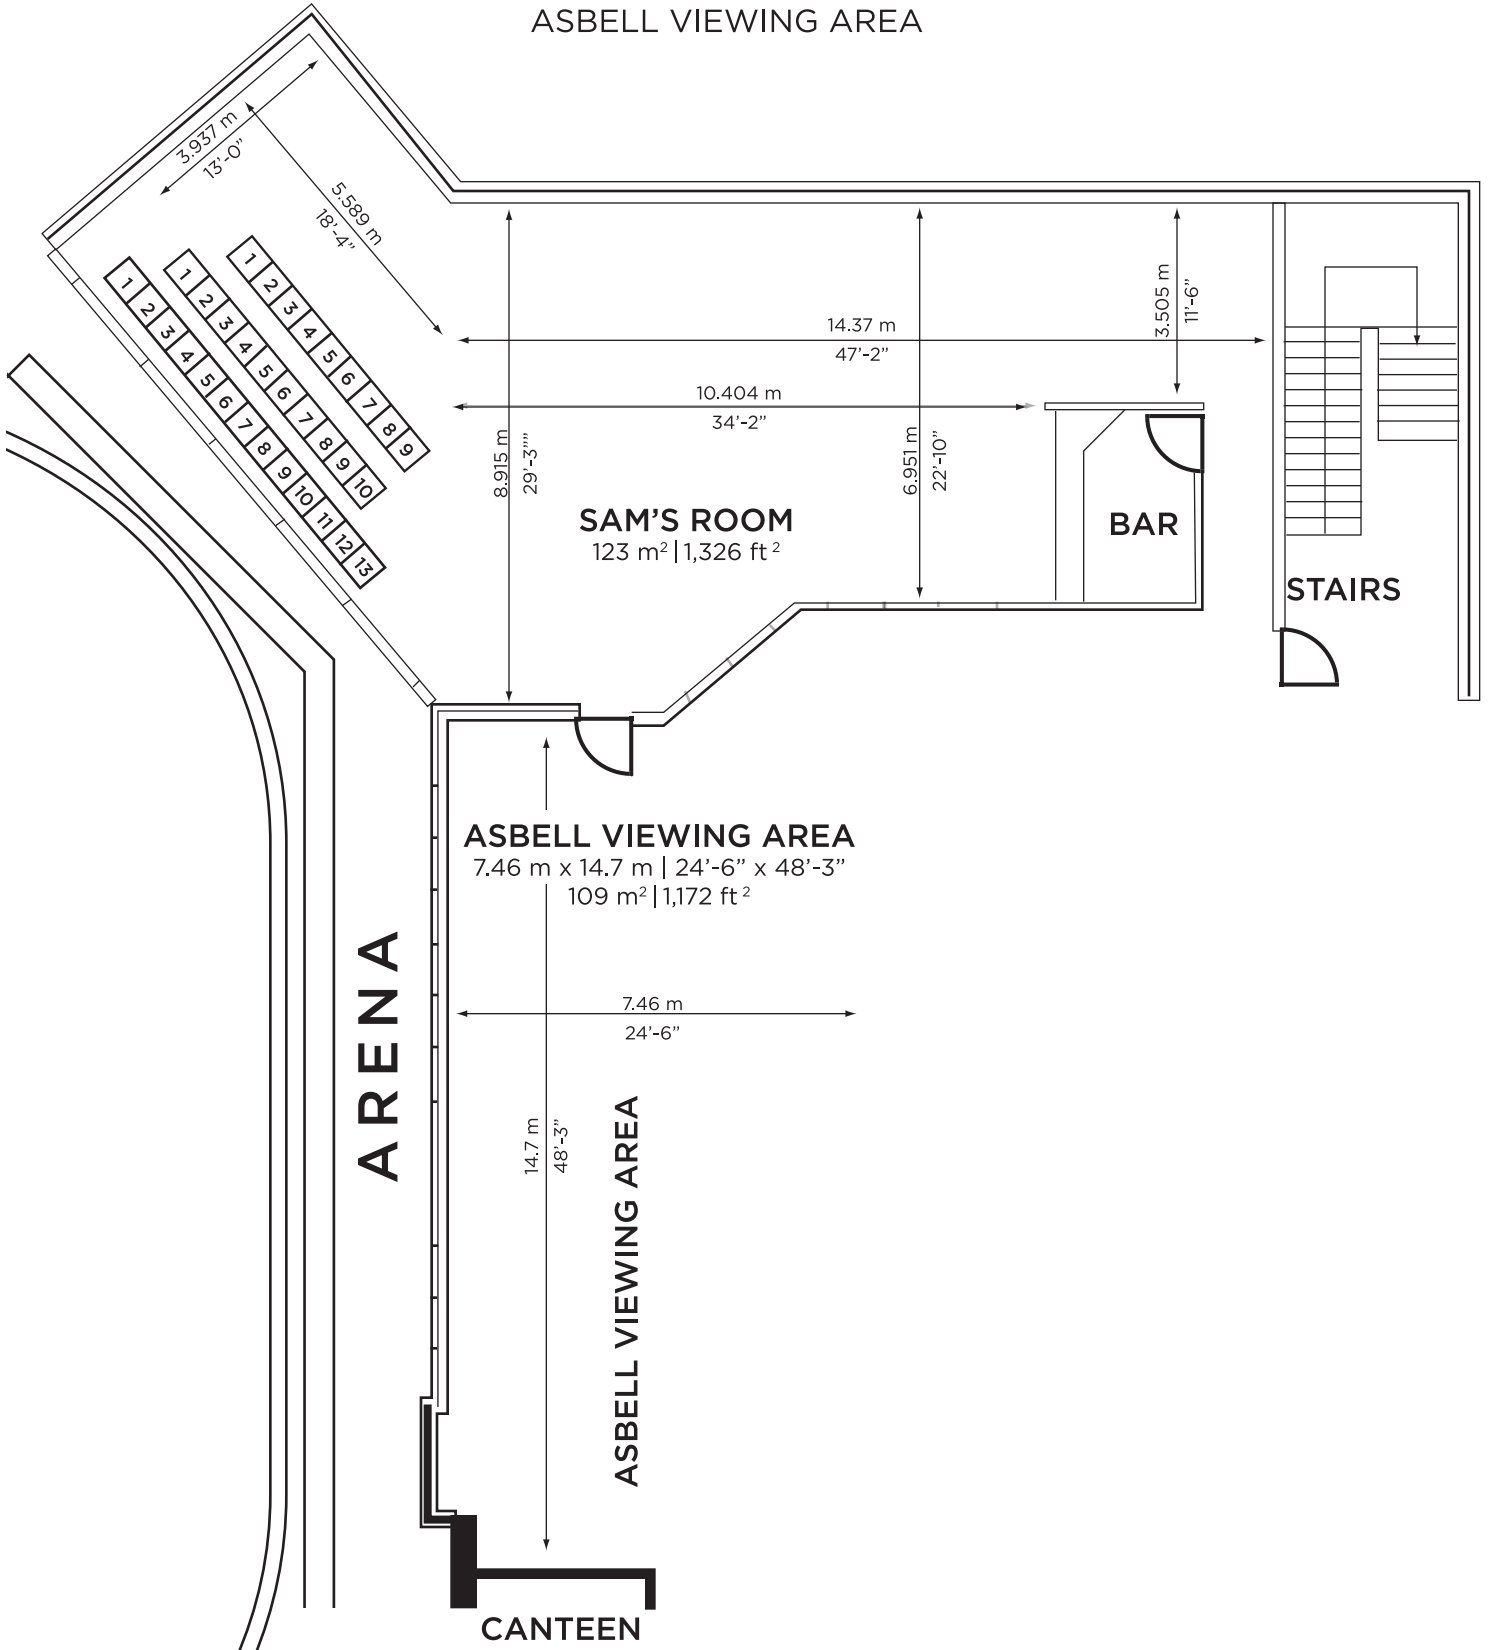 ASBELL VIEWING AREA
3.937 m
13'-0"
5.589 m
18'-4"
1 2 3 4 5 6 7 8 9 10 11 12 13
1 2 3 4 5 6 7 8 9 10
1 2 3 4 5 6 7 8 9
8.915 m
29'-3""
14.37 m
47'-2"
10.404 m
34'-2"
6.951 m
22'-10"
3.505 m
11'-6"
SAM'S ROOM
123 m² | 1,326 ft²
BAR
STAIRS
ASBELL VIEWING AREA
7.46 m x 14.7 m | 24'-6" x 48'-3"
109 m² | 1,172 ft²
ARENA
7.46 m
24'-6"
14.7 m
48'-3"
ASBELL VIEWING AREA
CANTEEN